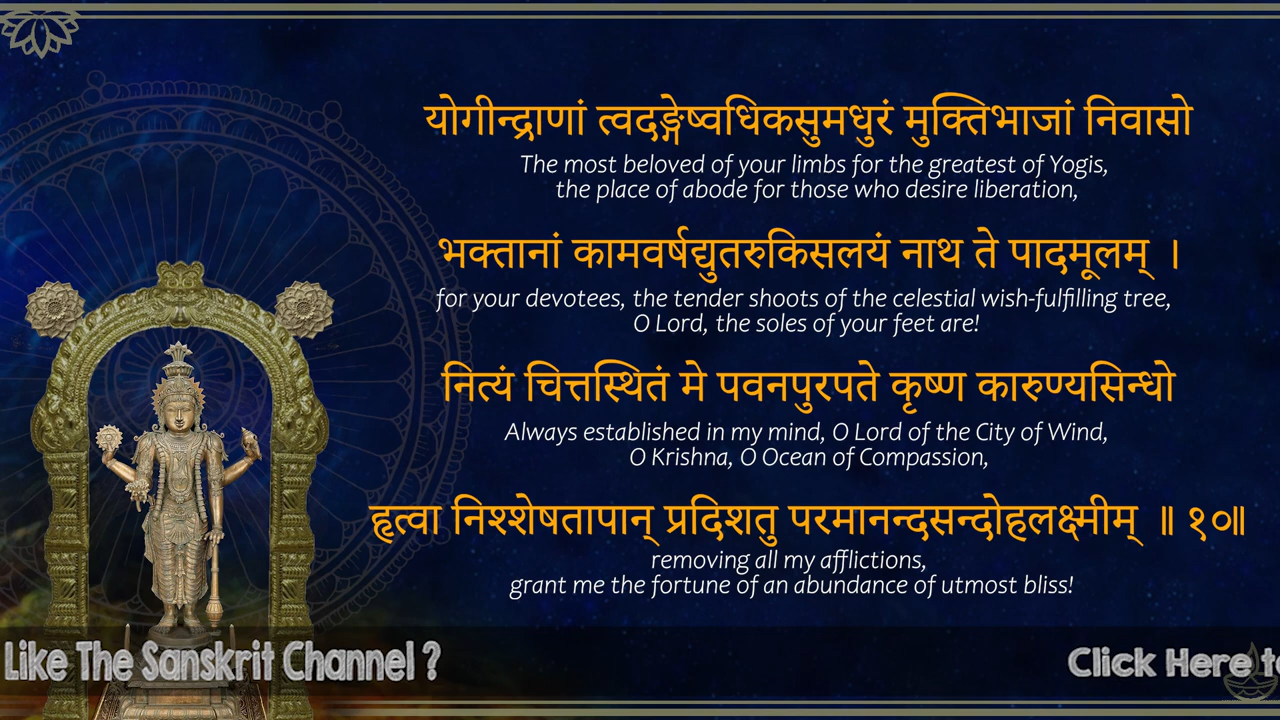 योगीन्द्राणां त्वदङ्गेष्वधिकसुमधुरं मुक्तिभाजां निवासो
The most beloved of your limbs for the greatest of Yogis,
the place of abode for those who desire liberation,
भक्तानां कामवर्षद्युतरुकिसलयं नाथ ते पादमूलम् ।
for your devotees, the tender shoots of the celestial wish-fulfilling tree,
O Lord, the soles of your feet are!
नित्यं चित्तस्थितं मे पवनपुरपते कृष्ण कारुण्यसिन्धो
Always established in my mind, O Lord of the City of Wind,
O Krishna, O Ocean of Compassion,
हृत्वा निश्शेषतापान् प्रदिशतु परमानन्दसन्दोहलक्ष्मीम् ॥ १०॥
removing all my afflictions,
grant me the fortune of an abundance of utmost bliss!
Like The Sanskrit Channel ?
Click Here to